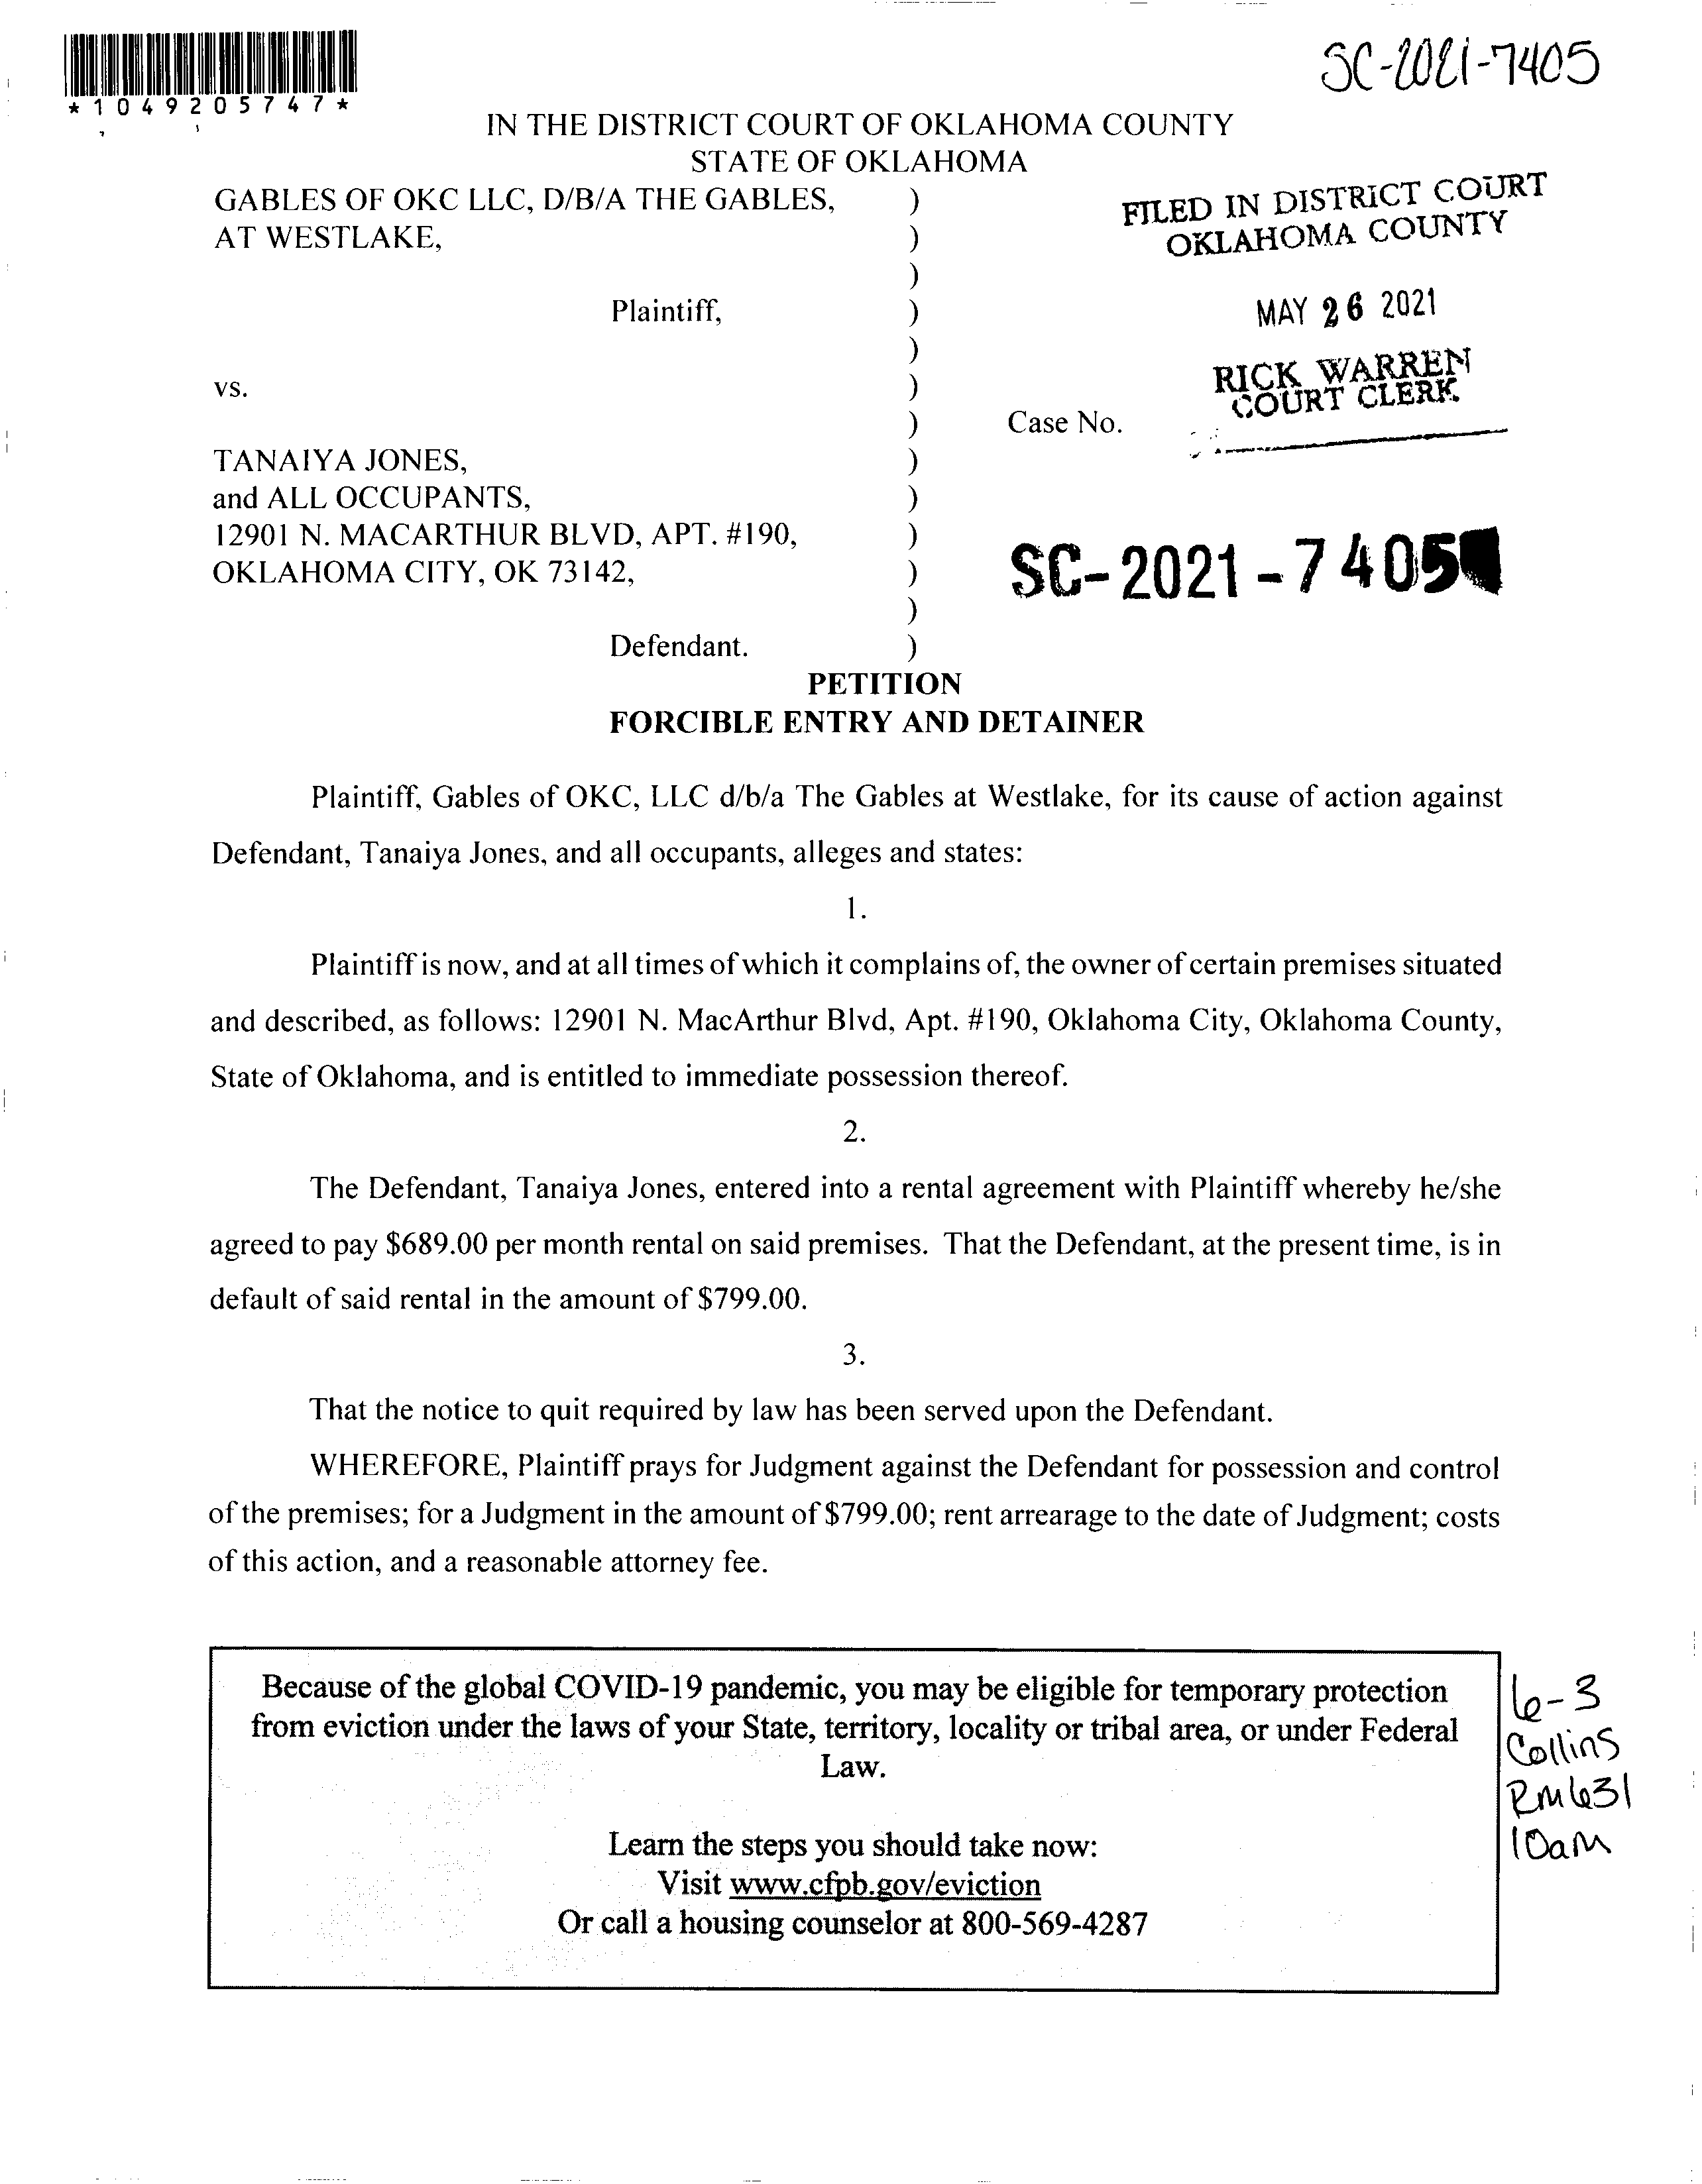 SC-2021-7405
*1049205747*
IN THE DISTRICT COURT OF OKLAHOMA COUNTY
STATE OF OKLAHOMA
GABLES OF OKC LLC, D/B/A THE GABLES, )
AT WESTLAKE, )
)
Plaintiff, )
)
vs. )
)
TANAIYA JONES, )
and ALL OCCUPANTS, )
12901 N. MACARTHUR BLVD, APT. #190, )
OKLAHOMA CITY, OK 73142, )
)
Defendant. )
FILED IN DISTRICT COURT
OKLAHOMA COUNTY
MAY 26 2021
RICK WARREN
COURT CLERK
Case No.
SC-2021-7405
PETITION
FORCIBLE ENTRY AND DETAINER
Plaintiff, Gables of OKC, LLC d/b/a The Gables at Westlake, for its cause of action against
Defendant, Tanaiya Jones, and all occupants, alleges and states:
1.
Plaintiff is now, and at all times of which it complains of, the owner of certain premises situated
and described, as follows: 12901 N. MacArthur Blvd, Apt. #190, Oklahoma City, Oklahoma County,
State of Oklahoma, and is entitled to immediate possession thereof.
2.
The Defendant, Tanaiya Jones, entered into a rental agreement with Plaintiff whereby he/she
agreed to pay $689.00 per month rental on said premises. That the Defendant, at the present time, is in
default of said rental in the amount of $799.00.
3.
That the notice to quit required by law has been served upon the Defendant.
WHEREFORE, Plaintiff prays for Judgment against the Defendant for possession and control
of the premises; for a Judgment in the amount of $799.00; rent arrearage to the date of Judgment; costs
of this action, and a reasonable attorney fee.
Because of the global COVID-19 pandemic, you may be eligible for temporary protection
from eviction under the laws of your State, territory, locality or tribal area, or under Federal
Law.
Learn the steps you should take now:
Visit www.cfpb.gov/eviction
Or call a housing counselor at 800-569-4287
6-3
Collins
Rm 631
10am